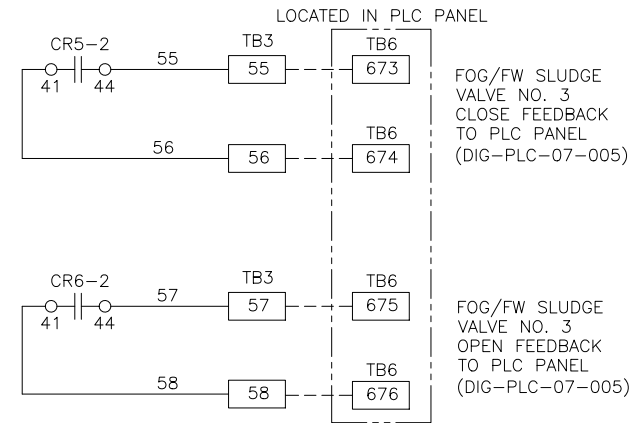 LOCATED IN PLC PANEL
CR5-2
55
TB3
TB6
41
44
55
673
FOG/FW SLUDGE
VALVE NO. 3
CLOSE FEEDBACK
TO PLC PANEL
(DIG-PLC-07-005)
56
TB6
56
674
CR6-2
57
TB3
TB6
41
44
57
675
FOG/FW SLUDGE
VALVE NO. 3
OPEN FEEDBACK
TO PLC PANEL
(DIG-PLC-07-005)
58
TB6
58
676